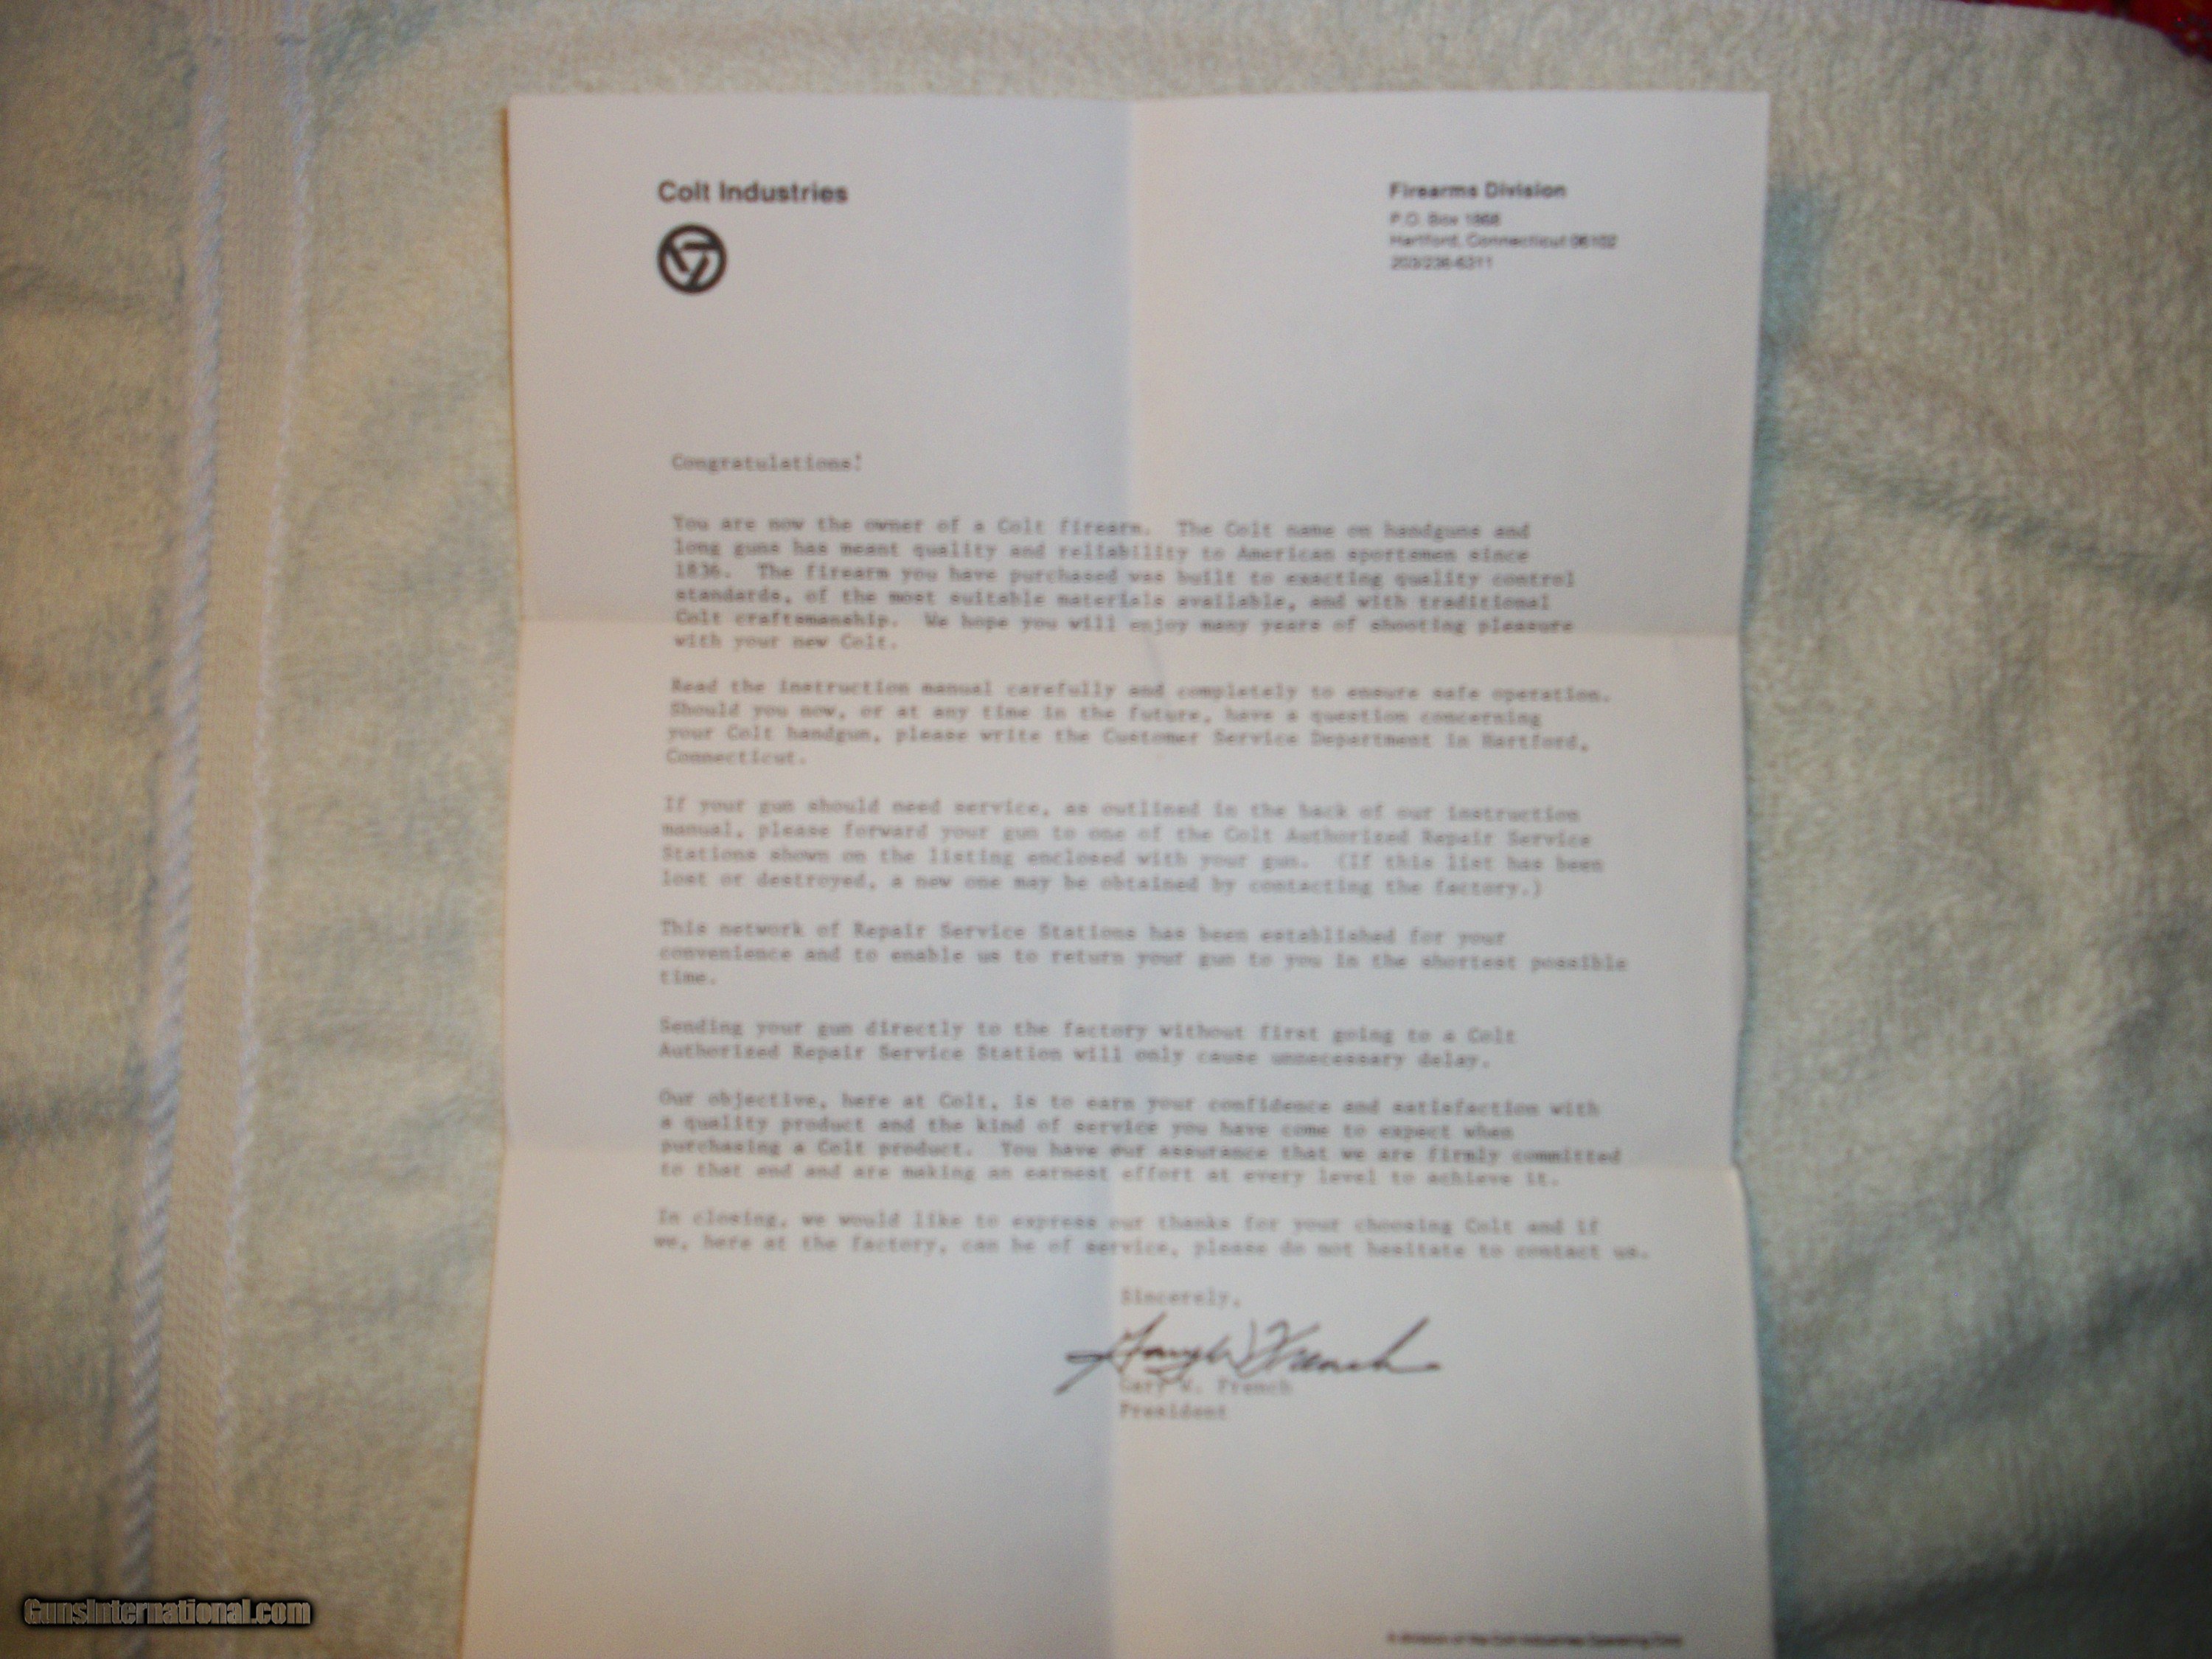 Colt Industries
Firearms Division
P.O. Box 1868
Hartford, Connecticut 06102
203/236-6311
Congratulations!
You are now the owner of a Colt firearm. The Colt name on handguns and
long guns has meant quality and reliability to American sportsmen since
1836. The firearm you have purchased was built to exacting quality control
standards, of the most suitable materials available, and with traditional
Colt craftsmanship. We hope you will enjoy many years of shooting pleasure
with your new Colt.
Read the instruction manual carefully and completely to ensure safe operation.
Should you now, or at any time in the future, have a question concerning
your Colt handgun, please write the Customer Service Department in Hartford,
Connecticut.
If your gun should need service, as outlined in the back of our instruction
manual, please forward your gun to one of the Colt Authorized Repair Service
Stations shown on the listing enclosed with your gun. (If this list has been
lost or destroyed, a new one may be obtained by contacting the factory.)
This network of Repair Service Stations has been established for your
convenience and to enable us to return your gun to you in the shortest possible
time.
Sending your gun directly to the factory without first going to a Colt
Authorized Repair Service Station will only cause unnecessary delay.
Our objective, here at Colt, is to earn your confidence and satisfaction with
a quality product and the kind of service you have come to expect when
purchasing a Colt product. You have our assurance that we are firmly committed
to that end and are making an earnest effort at every level to achieve it.
In closing, we would like to express our thanks for your choosing Colt and if
we, here at the factory, can be of service, please do not hesitate to contact us.
Sincerely,
Gary W. French
Gary W. French
President
A division of the Colt Industries Operating Corp.
GunsInternational.com